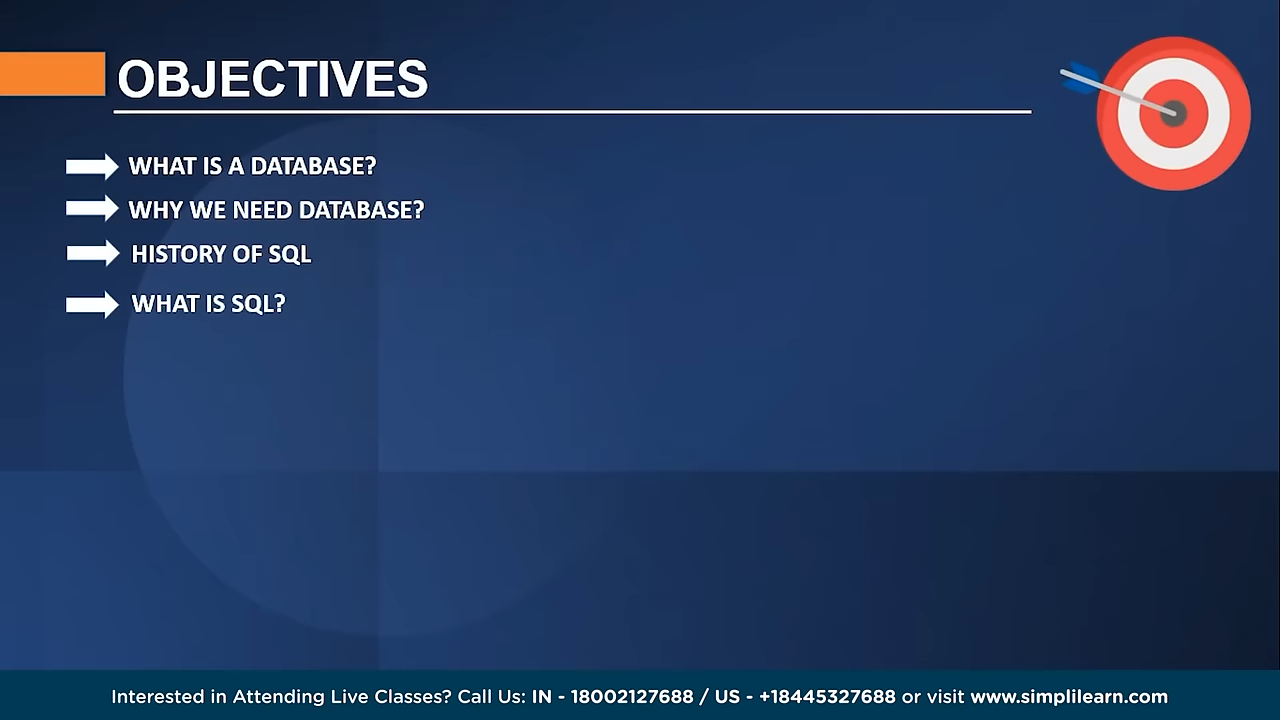 OBJECTIVES
WHAT IS A DATABASE?
WHY WE NEED DATABASE?
HISTORY OF SQL
WHAT IS SQL?
Interested in Attending Live Classes? Call Us: IN - 18002127688 / US - +18445327688 or visit www.simplilearn.com